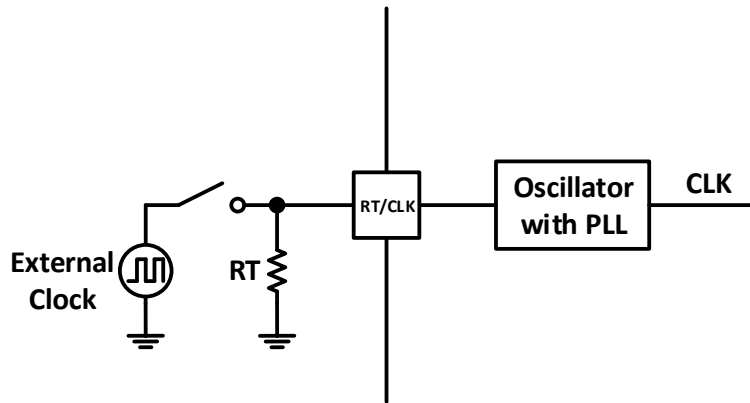 External
Clock
RT
RT/CLK
Oscillator
with PLL
CLK